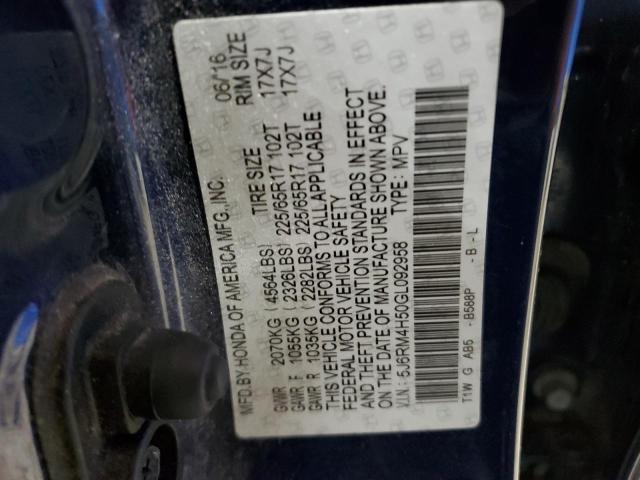 MFD.BY HONDA OF AMERICA MFG.,INC. 06/16
TIRE SIZE RIM SIZE
GVWR 2070KG (4564LBS)
GAWR F 1055KG (2326LBS) 225/65R17 102T 17X7J
GAWR R 1035KG (2282LBS) 225/65R17 102T 17X7J
THIS VEHICLE CONFORMS TO ALL APPLICABLE
FEDERAL MOTOR VEHICLE SAFETY
AND THEFT PREVENTION STANDARDS IN EFFECT
ON THE DATE OF MANUFACTURE SHOWN ABOVE.
V.I.N.: 5J6RM4H50GL092958 TYPE: MPV
T1W G AB5 -B588P -B -L